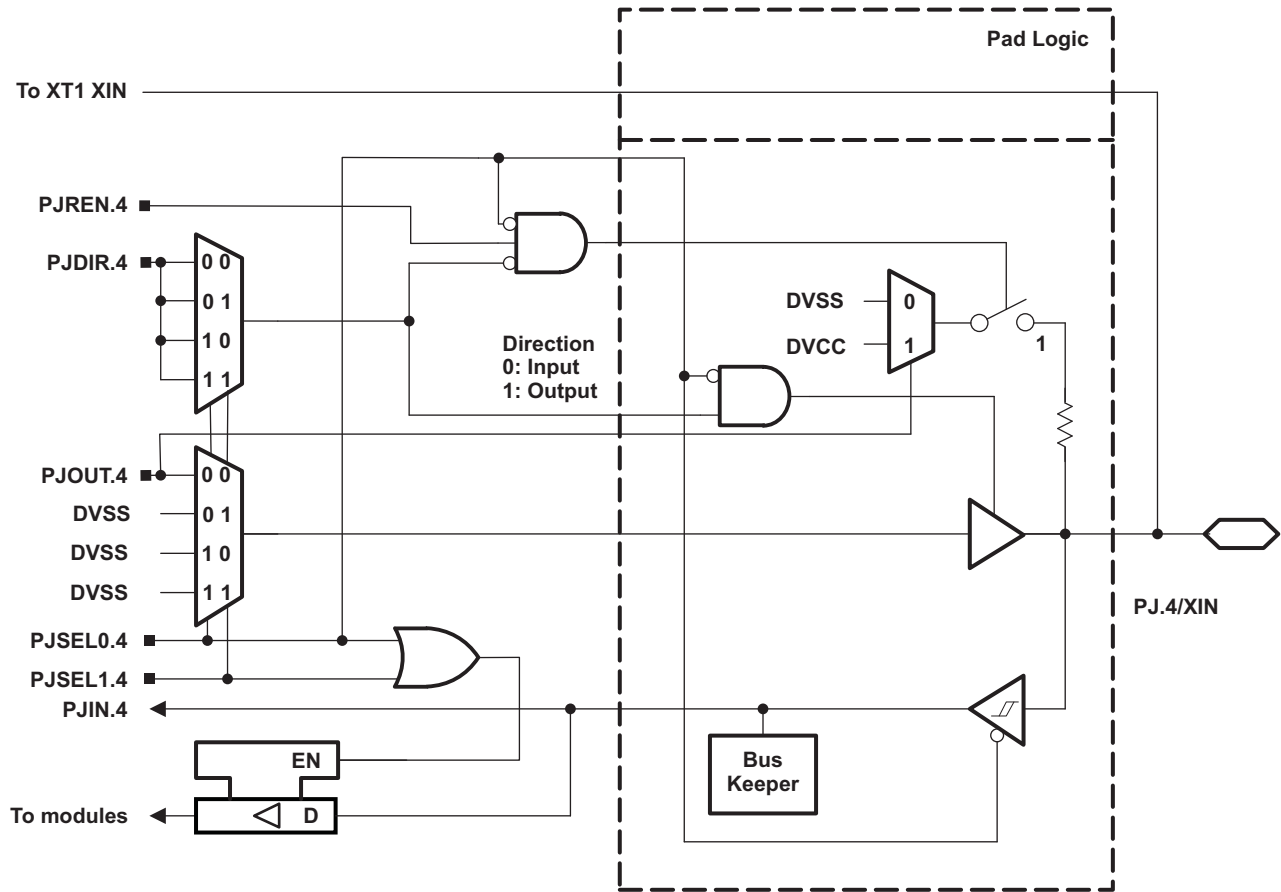 Pad Logic
To XT1 XIN
PJREN.4
PJDIR.4
0 0
0 1
1 0
1 1
DVSS
0
DVCC
1
1
Direction
0: Input
1: Output
PJOUT.4
0 0
DVSS
0 1
DVSS
1 0
DVSS
1 1
PJ.4/XIN
PJSEL0.4
PJSEL1.4
PJIN.4
EN
Bus
Keeper
To modules
D